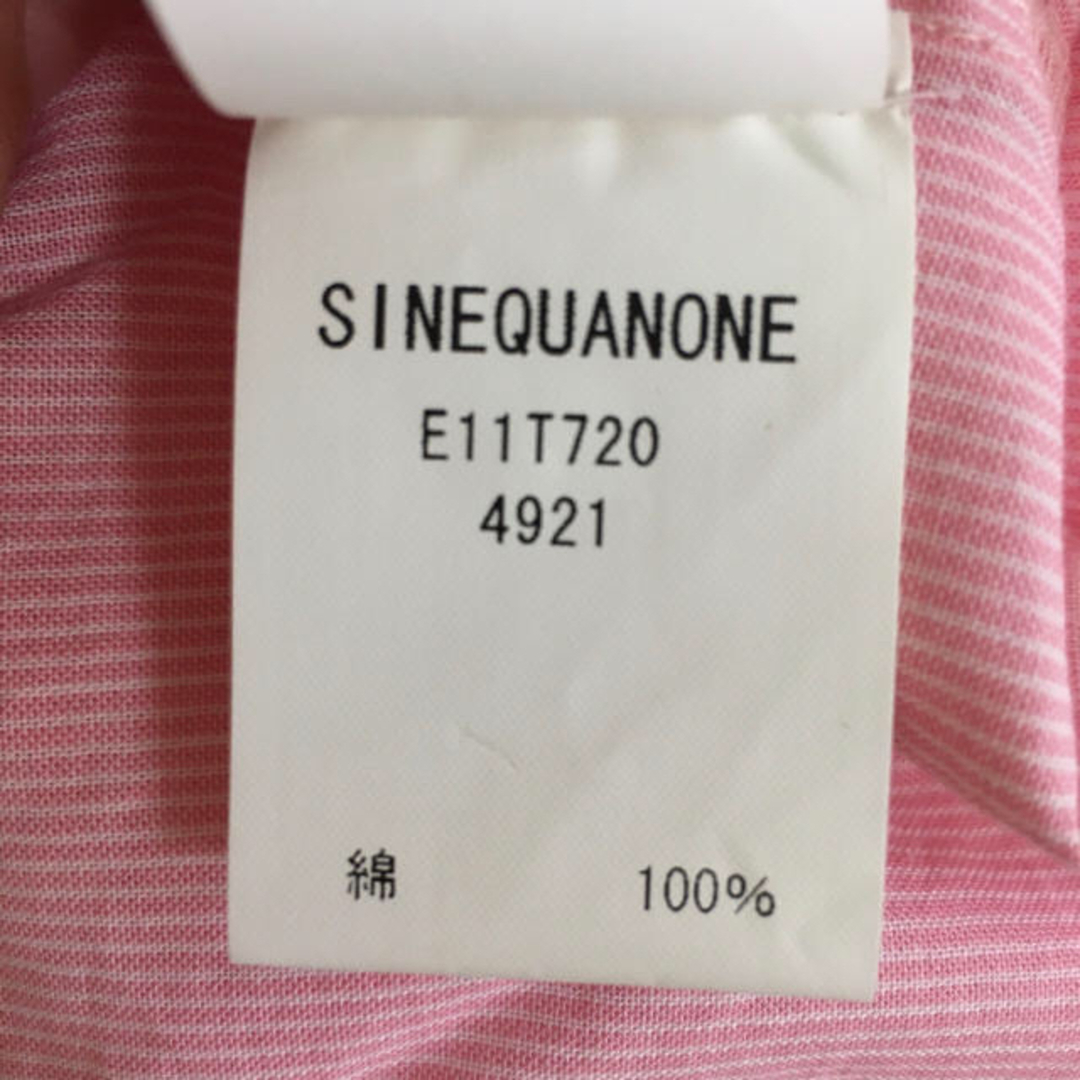 SINEQUANONE
E11T720
4921
綿 100%